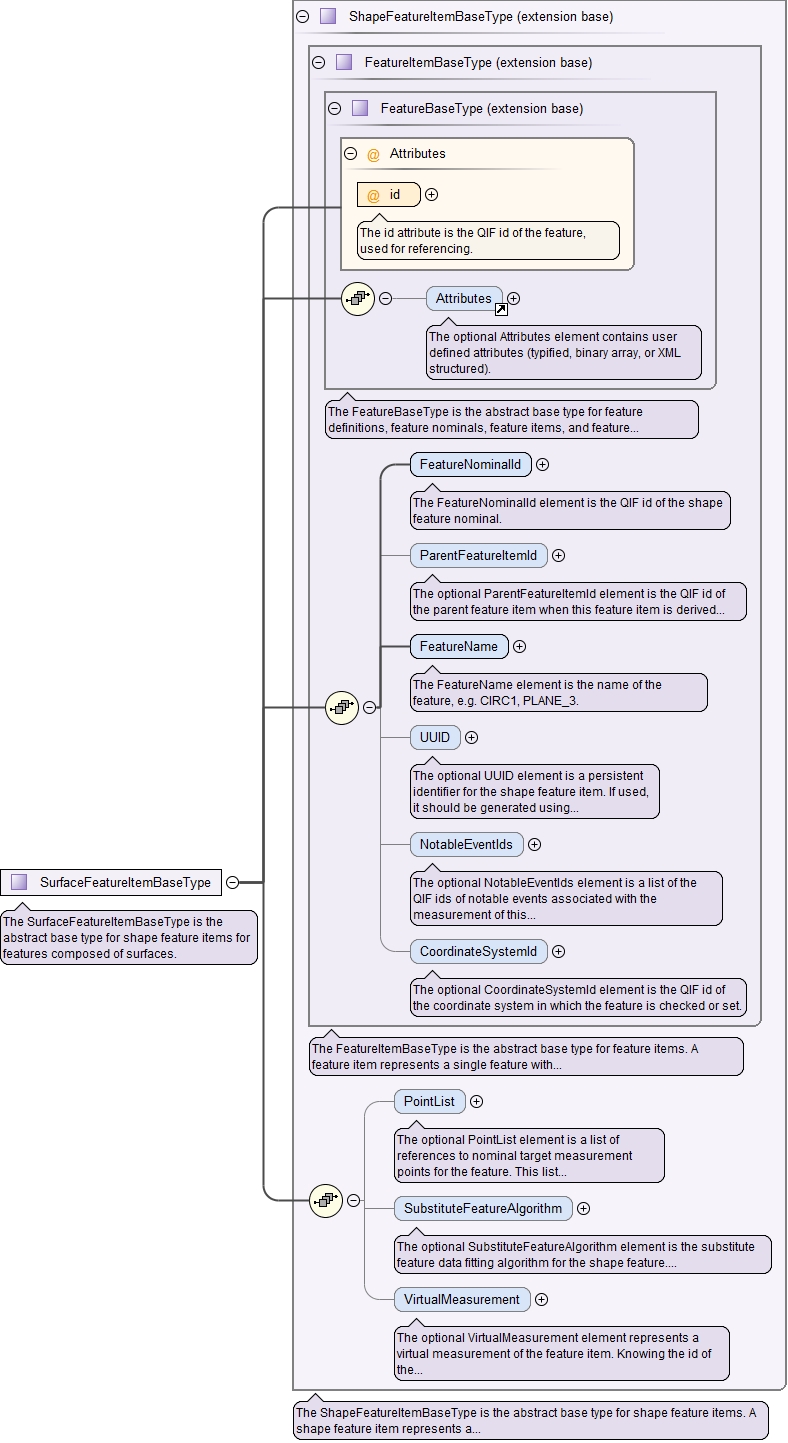 ShapeFeatureItemBaseType (extension base)
FeatureItemBaseType (extension base)
FeatureBaseType (extension base)
@ Attributes
@ id
The id attribute is the QIF id of the feature,
used for referencing.
Attributes
The optional Attributes element contains user
defined attributes (typified, binary array, or XML
structured).
The FeatureBaseType is the abstract base type for feature
definitions, feature nominals, feature items, and feature...
FeatureNominalId
The FeatureNominalId element is the QIF id of the shape
feature nominal.
ParentFeatureItemId
The optional ParentFeatureItemId element is the QIF id of
the parent feature item when this feature item is derived...
FeatureName
The FeatureName element is the name of the
feature, e.g. CIRC1, PLANE_3.
UUID
The optional UUID element is a persistent
identifier for the shape feature item. If used,
it should be generated using...
NotableEventIds
The optional NotableEventIds element is a list of the
QIF ids of notable events associated with the
measurement of this...
SurfaceFeatureItemBaseType
The SurfaceFeatureItemBaseType is the
abstract base type for shape feature items for
features composed of surfaces.
CoordinateSystemId
The optional CoordinateSystemId element is the QIF id of
the coordinate system in which the feature is checked or set.
The FeatureItemBaseType is the abstract base type for feature items. A
feature item represents a single feature with...
PointList
The optional PointList element is a list of
references to nominal target measurement
points for the feature. This list...
SubstituteFeatureAlgorithm
The optional SubstituteFeatureAlgorithm element is the substitute
feature data fitting algorithm for the shape feature....
VirtualMeasurement
The optional VirtualMeasurement element represents a
virtual measurement of the feature item. Knowing the id of
the...
The ShapeFeatureItemBaseType is the abstract base type for shape feature items. A
shape feature item represents a...